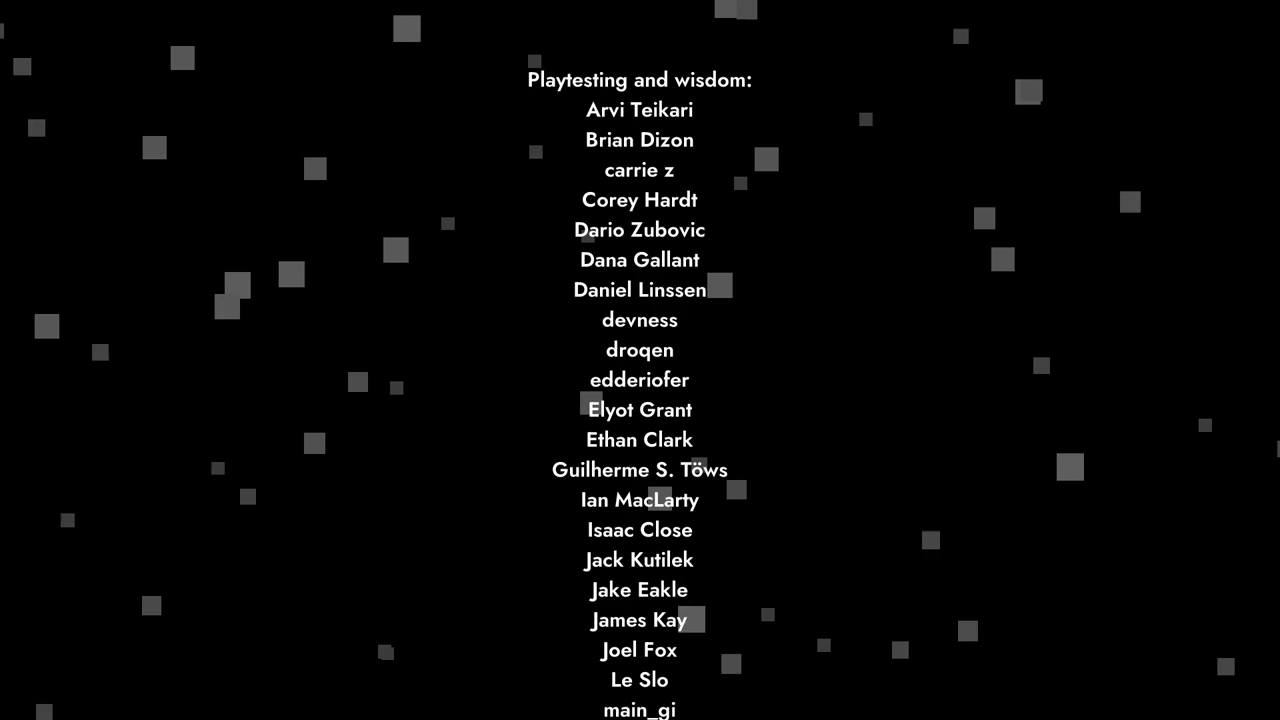 Playtesting and wisdom:
Arvi Teikari
Brian Dizon
carrie z
Corey Hardt
Dario Zubovic
Dana Gallant
Daniel Linssen
devness
droqen
edderiofer
Elyot Grant
Ethan Clark
Guilherme S. Töws
Ian MacLarty
Isaac Close
Jack Kutilek
Jake Eakle
James Kay
Joel Fox
Le Slo
main_gi